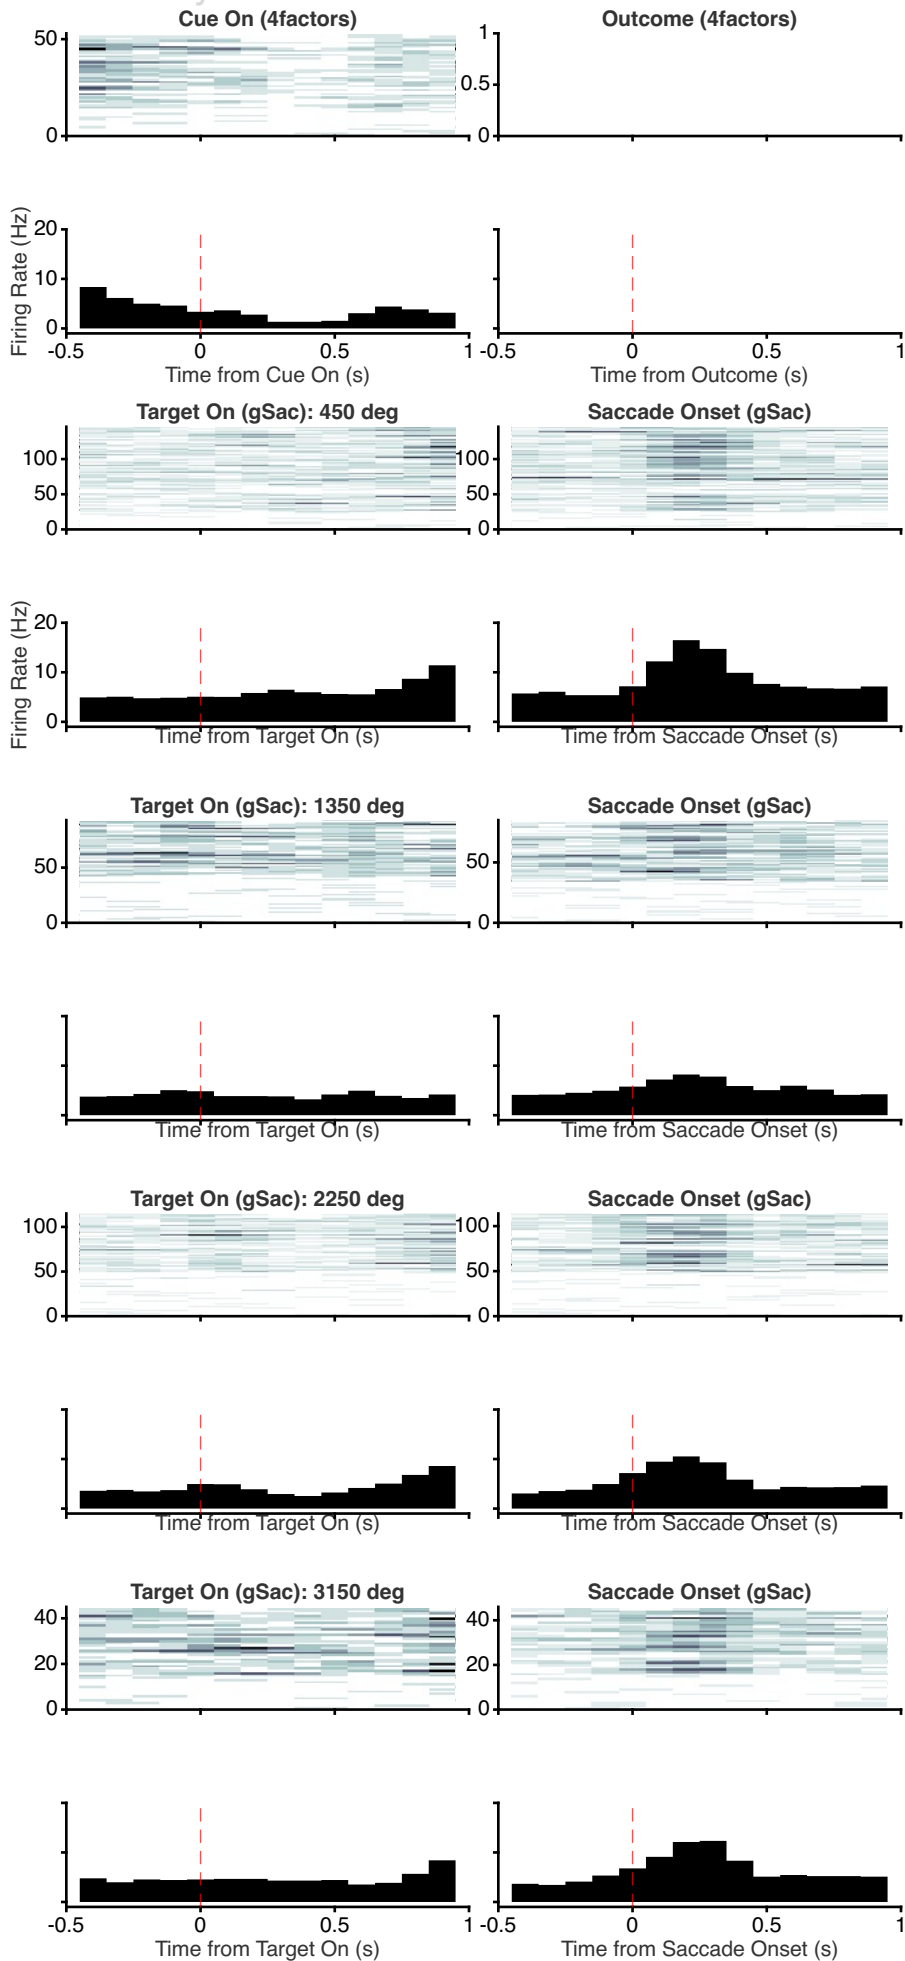 Cue On (4factors) Outcome (4factors)
50 1
0.5
0 0
Firing Rate (Hz)
20
10
0
-0.5 0 0.5 1 -0.5 0 0.5 1
Time from Cue On (s) Time from Outcome (s)
Target On (gSac): 450 deg Saccade Onset (gSac)
100 100
50 50
0 0
Firing Rate (Hz)
20
10
0
Time from Target On (s) Time from Saccade Onset (s)
Target On (gSac): 1350 deg Saccade Onset (gSac)
50 50
0 0
Time from Target On (s) Time from Saccade Onset (s)
Target On (gSac): 2250 deg Saccade Onset (gSac)
100 100
50 50
0 0
Time from Target On (s) Time from Saccade Onset (s)
Target On (gSac): 3150 deg Saccade Onset (gSac)
40 40
20 20
0 0
-0.5 0 0.5 1 -0.5 0 0.5 1
Time from Target On (s) Time from Saccade Onset (s)